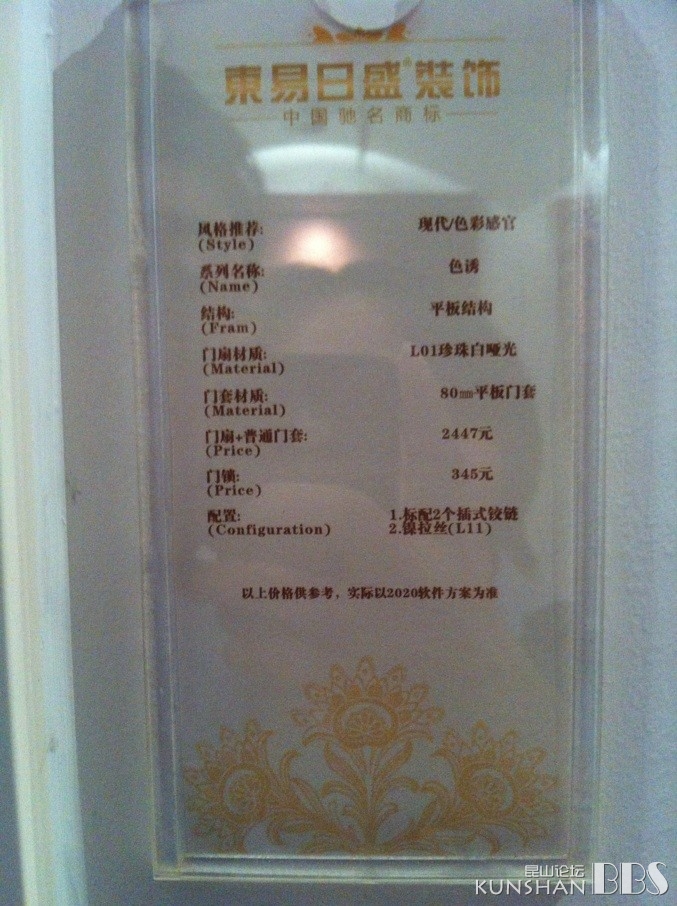 東易日盛®装饰
中国驰名商标
风格推荐: 现代/色彩感官
(Style)
系列名称: 色诱
(Name)
结构: 平板结构
(Fram)
门扇材质: L01珍珠白哑光
(Material)
门套材质: 80㎜平板门套
(Material)
门扇+普通门套: 2447元
(Price)
门锁: 345元
(Price)
配置: 1.标配2个插式铰链
(Configuration) 2.镍拉丝(L11)
以上价格供参考，实际以2020软件方案为准
昆山论坛
KUNSHAN BBS